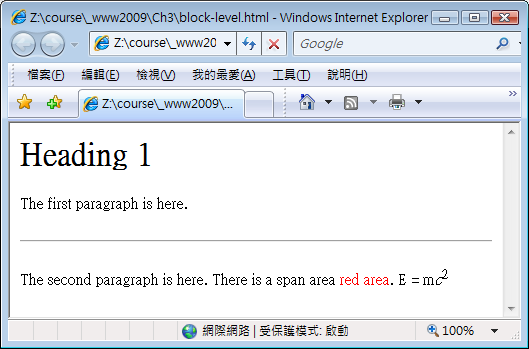 Z:\course\_www2009\Ch3\block-level.html - Windows Internet Explorer
Z:\course\_www20
Google
檔案(F) 編輯(E) 檢視(V) 我的最愛(A) 工具(T) 說明(H)
Z:\course\_www2009\...
Heading 1
The first paragraph is here.
The second paragraph is here. There is a span area red area. E = mc²
網際網路 | 受保護模式: 啟動 100%